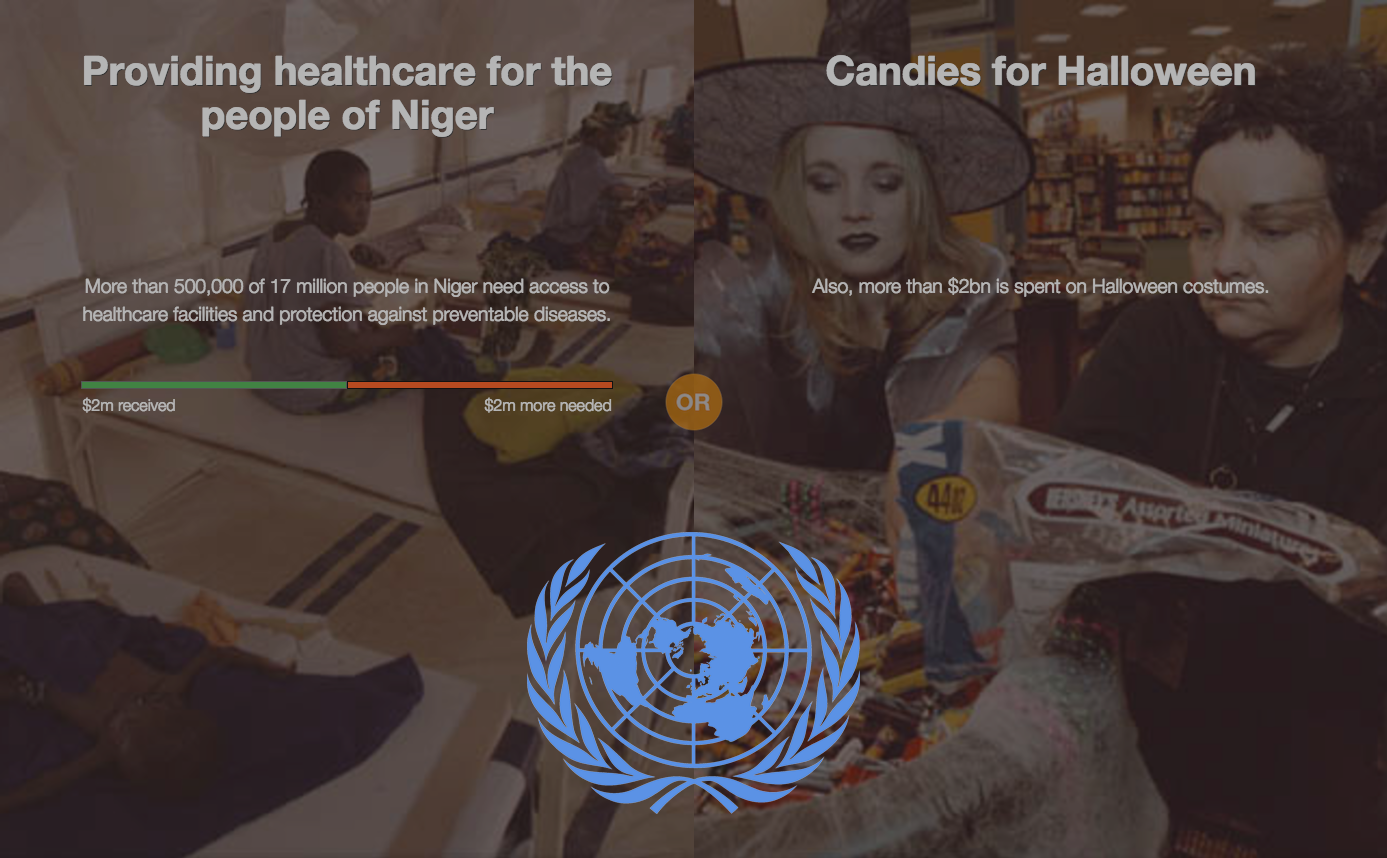 Providing healthcare for the
people of Niger
More than 500,000 of 17 million people in Niger need access to
healthcare facilities and protection against preventable diseases.
$2m received
$2m more needed
OR
Candies for Halloween
Also, more than $2bn is spent on Halloween costumes.
44oz
HERSHEY'S Assorted Miniatures